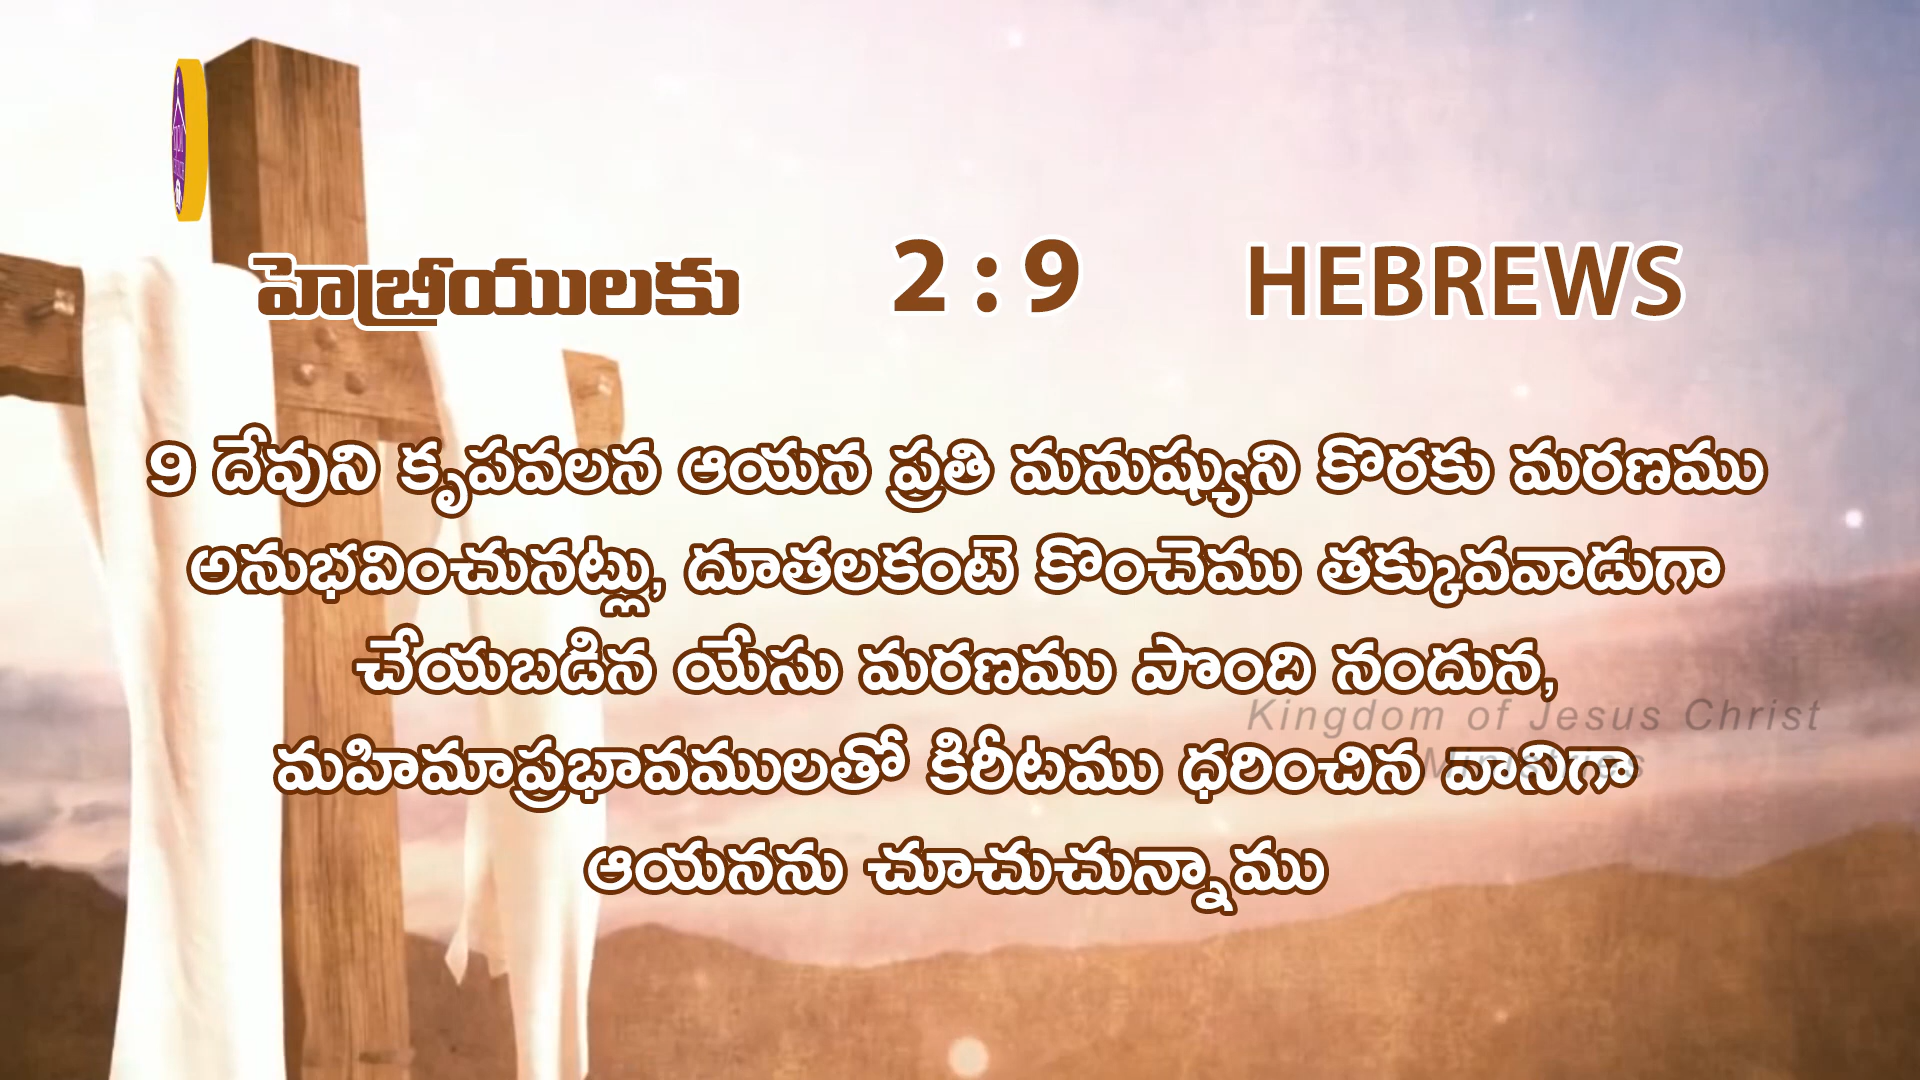 హెబ్రీయులకు 2 : 9 HEBREWS
9 దేవుని కృపవలన ఆయన ప్రతి మనుష్యుని కొరకు మరణము
అనుభవించునట్లు, దూతలకంటె కొంచెము తక్కువవాడుగా
చేయబడిన యేసు మరణము పొంది నందున,
Kingdom of Jesus Christ
Ministries
మహిమాప్రభావములతో కిరీటము ధరించిన వానిగా
ఆయనను చూచుచున్నాము